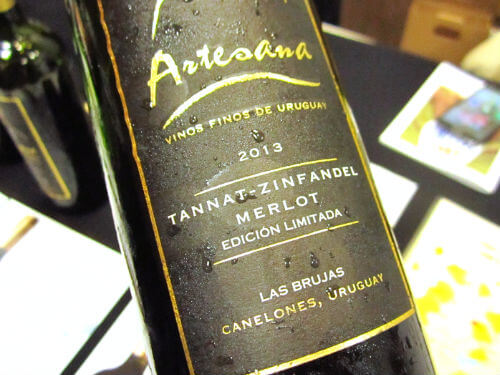 Artesana
VINOS FINOS DE URUGUAY
2013
TANNAT-ZINFANDEL
MERLOT
EDICIÓN LIMITADA
LAS BRUJAS
CANELONES, URUGUAY